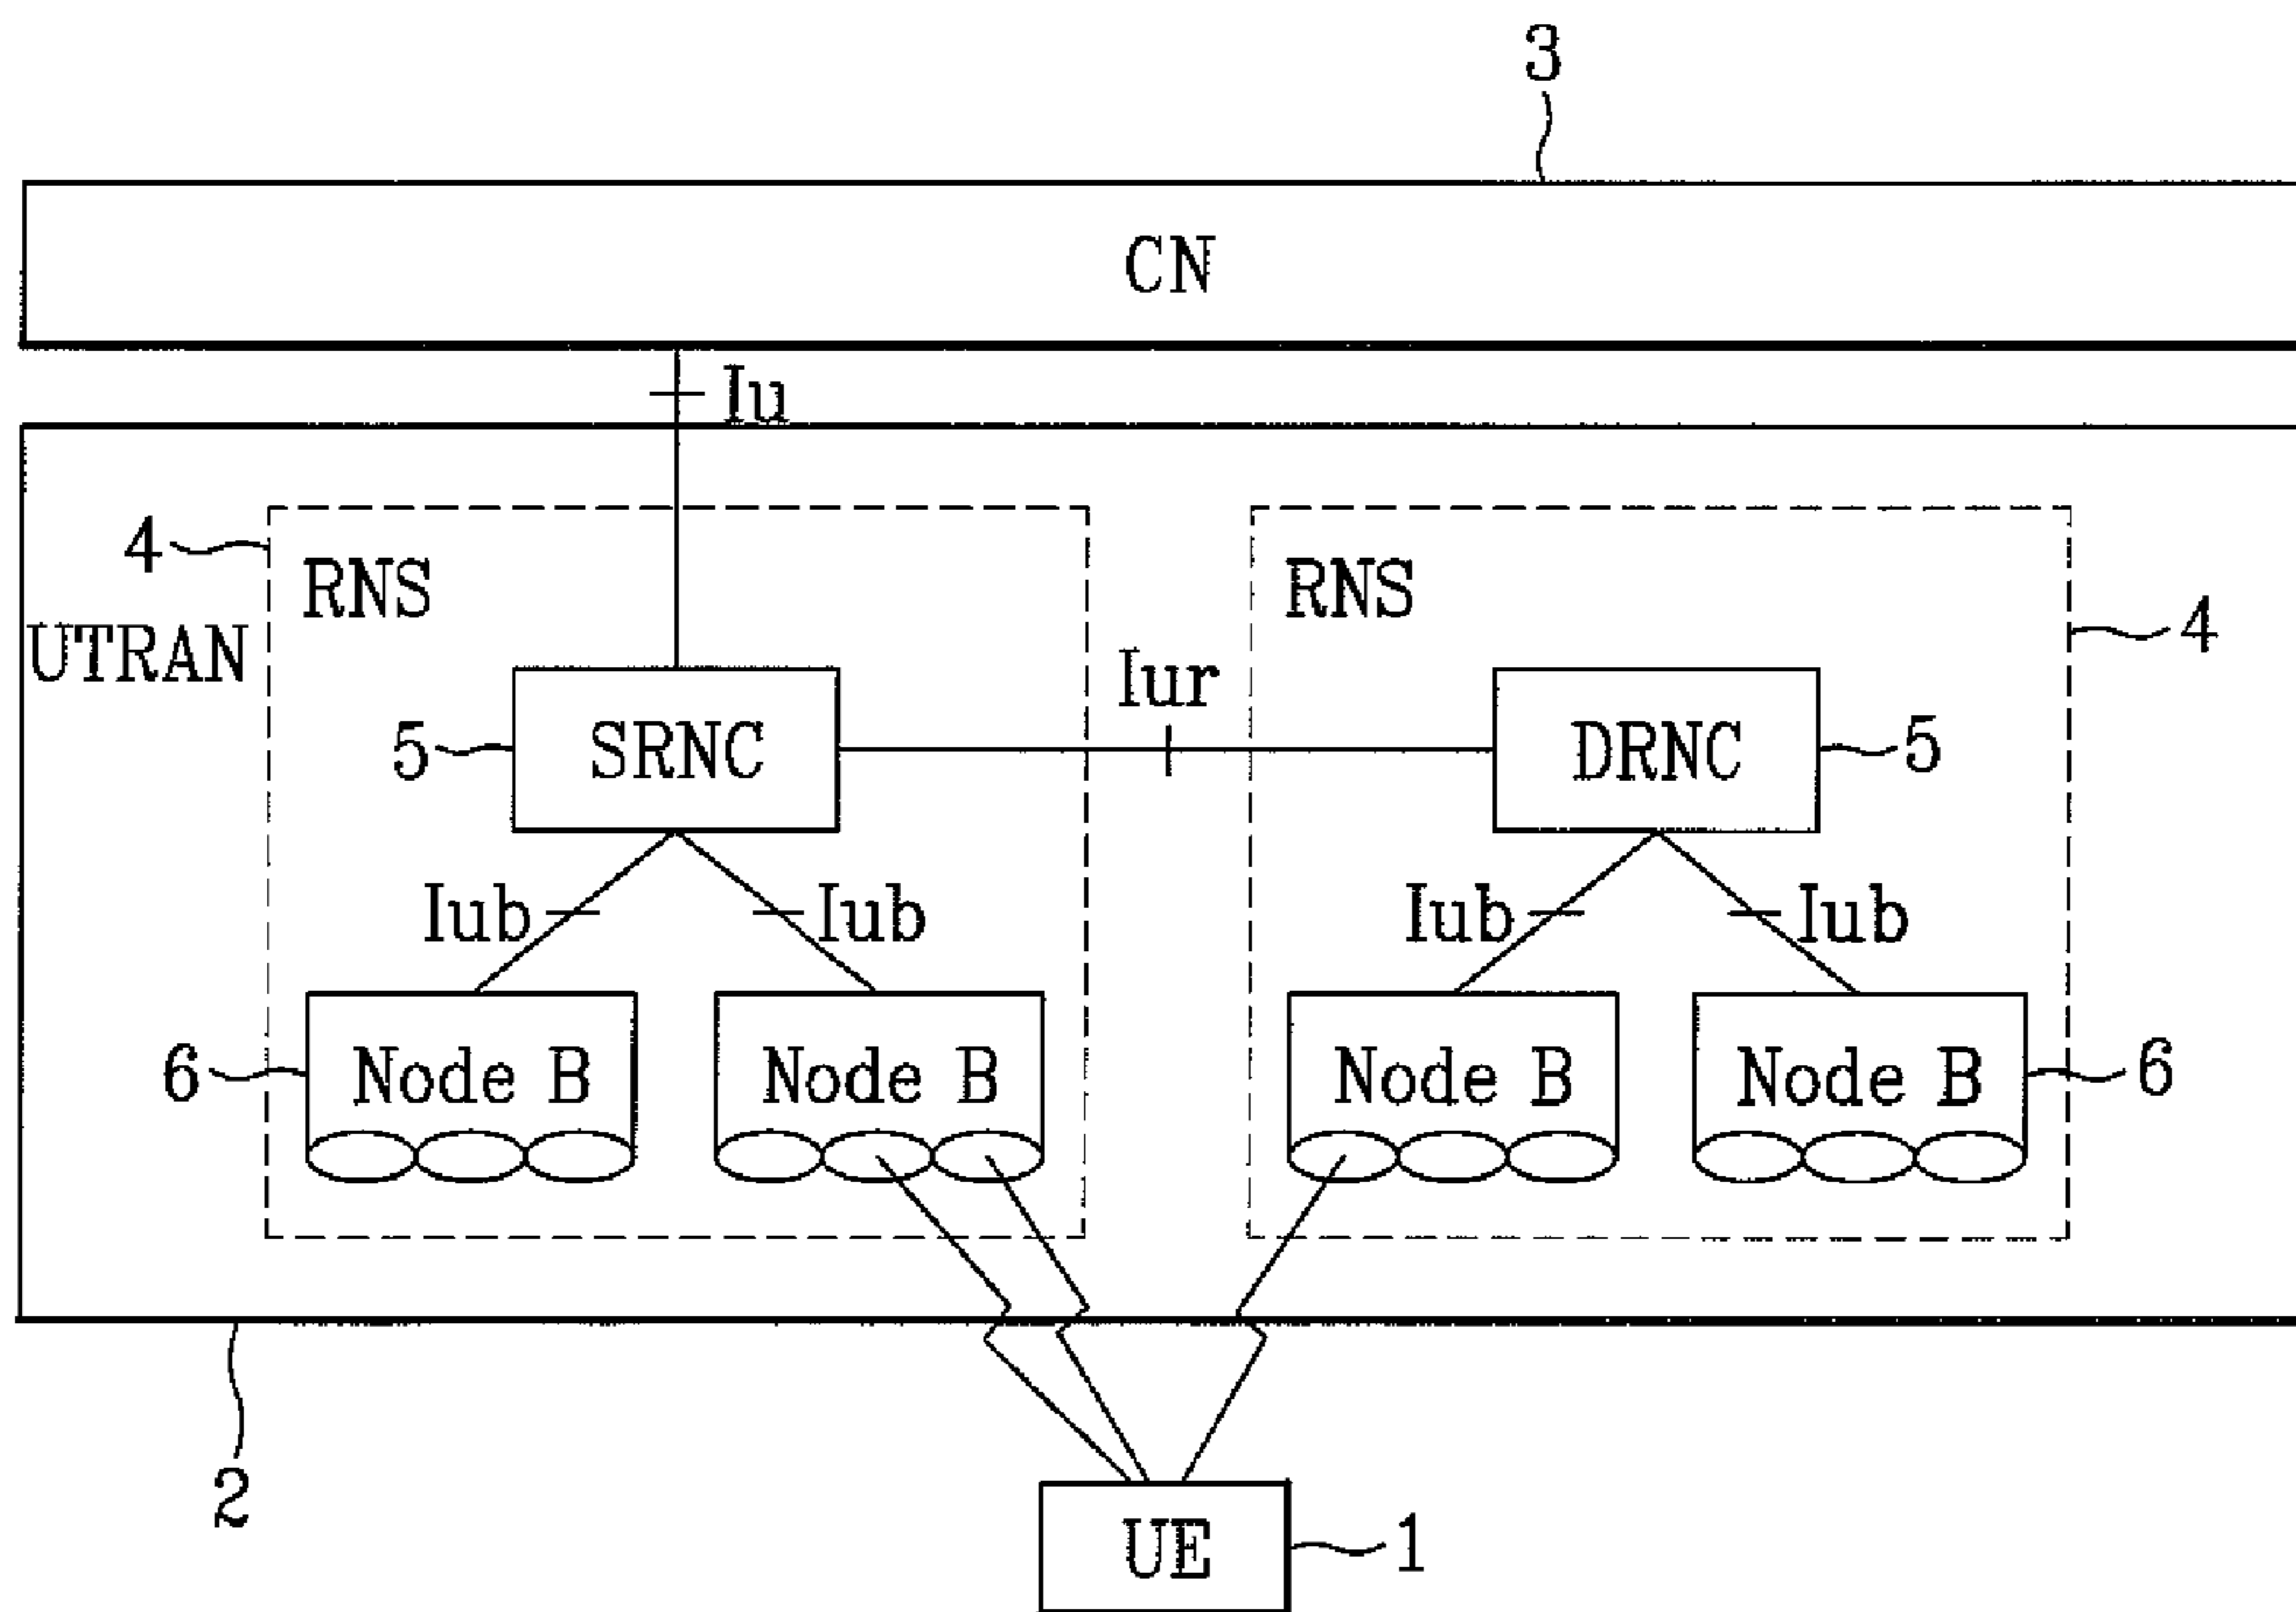 3
CN
Iu
4
RNS
RNS
UTRAN
4
Iur
5
SRNC
DRNC
5
Iub
Iub
Iub
Iub
6
Node B
Node B
Node B
Node B
6
2
UE
1